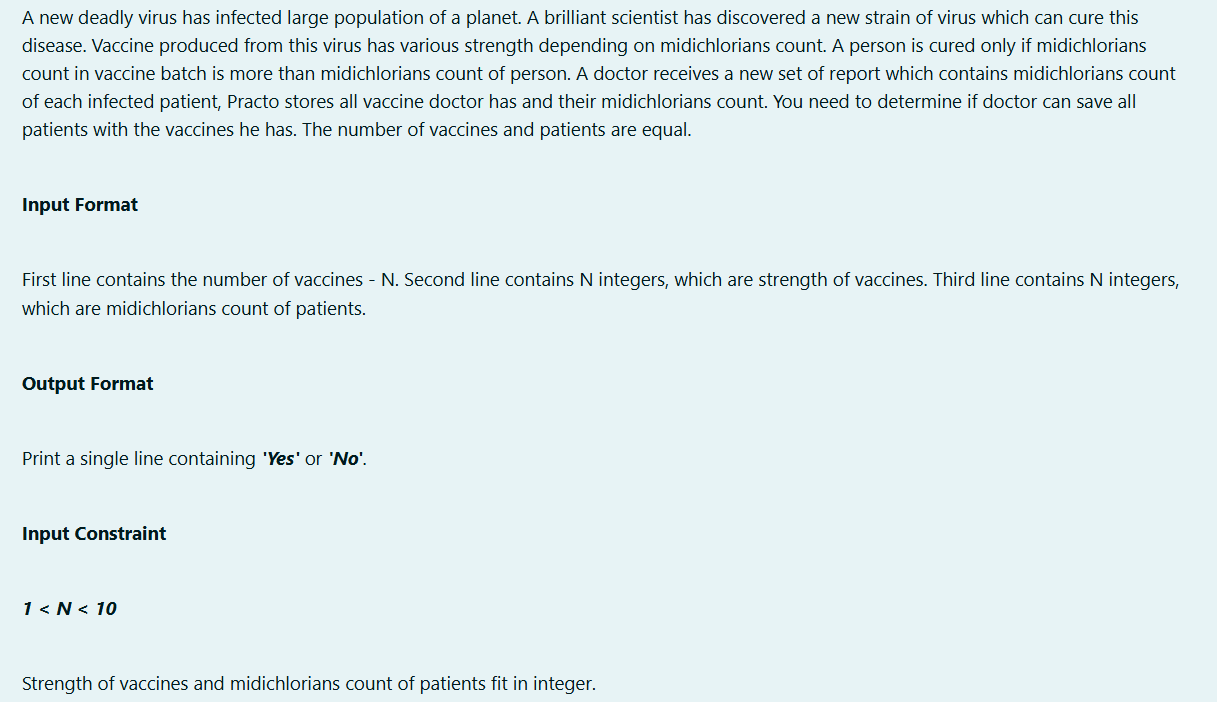 A new deadly virus has infected large population of a planet. A brilliant scientist has discovered a new strain of virus which can cure this
disease. Vaccine produced from this virus has various strength depending on midichlorians count. A person is cured only if midichlorians
count in vaccine batch is more than midichlorians count of person. A doctor receives a new set of report which contains midichlorians count
of each infected patient, Practo stores all vaccine doctor has and their midichlorians count. You need to determine if doctor can save all
patients with the vaccines he has. The number of vaccines and patients are equal.
Input Format
First line contains the number of vaccines - N. Second line contains N integers, which are strength of vaccines. Third line contains N integers,
which are midichlorians count of patients.
Output Format
Print a single line containing 'Yes' or 'No'.
Input Constraint
1 < N < 10
Strength of vaccines and midichlorians count of patients fit in integer.